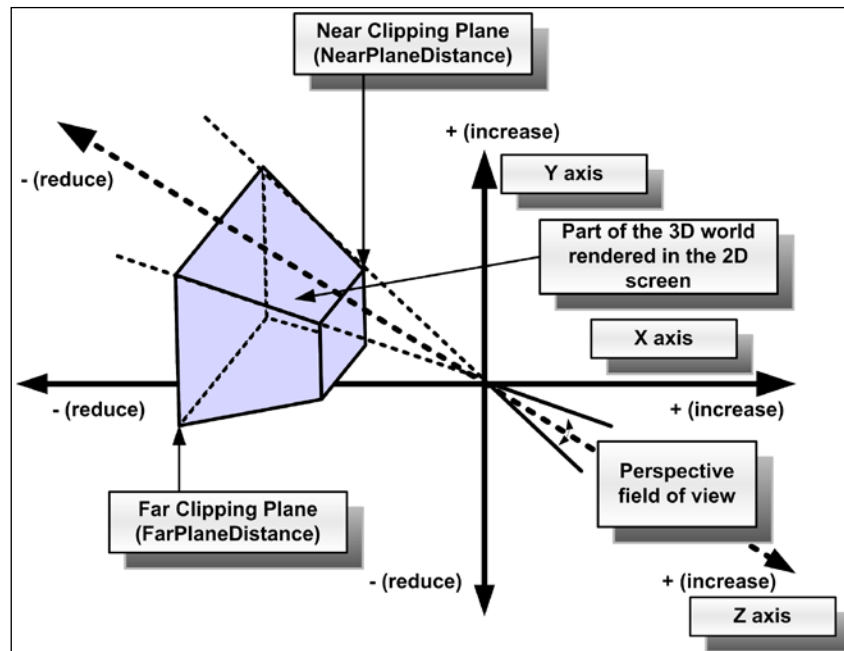 Near Clipping Plane
(NearPlaneDistance)
+ (increase)
- (reduce)
Y axis
Part of the 3D world
rendered in the 2D
screen
X axis
- (reduce)
+ (increase)
Perspective
field of view
Far Clipping Plane
(FarPlaneDistance)
- (reduce)
+ (increase)
Z axis